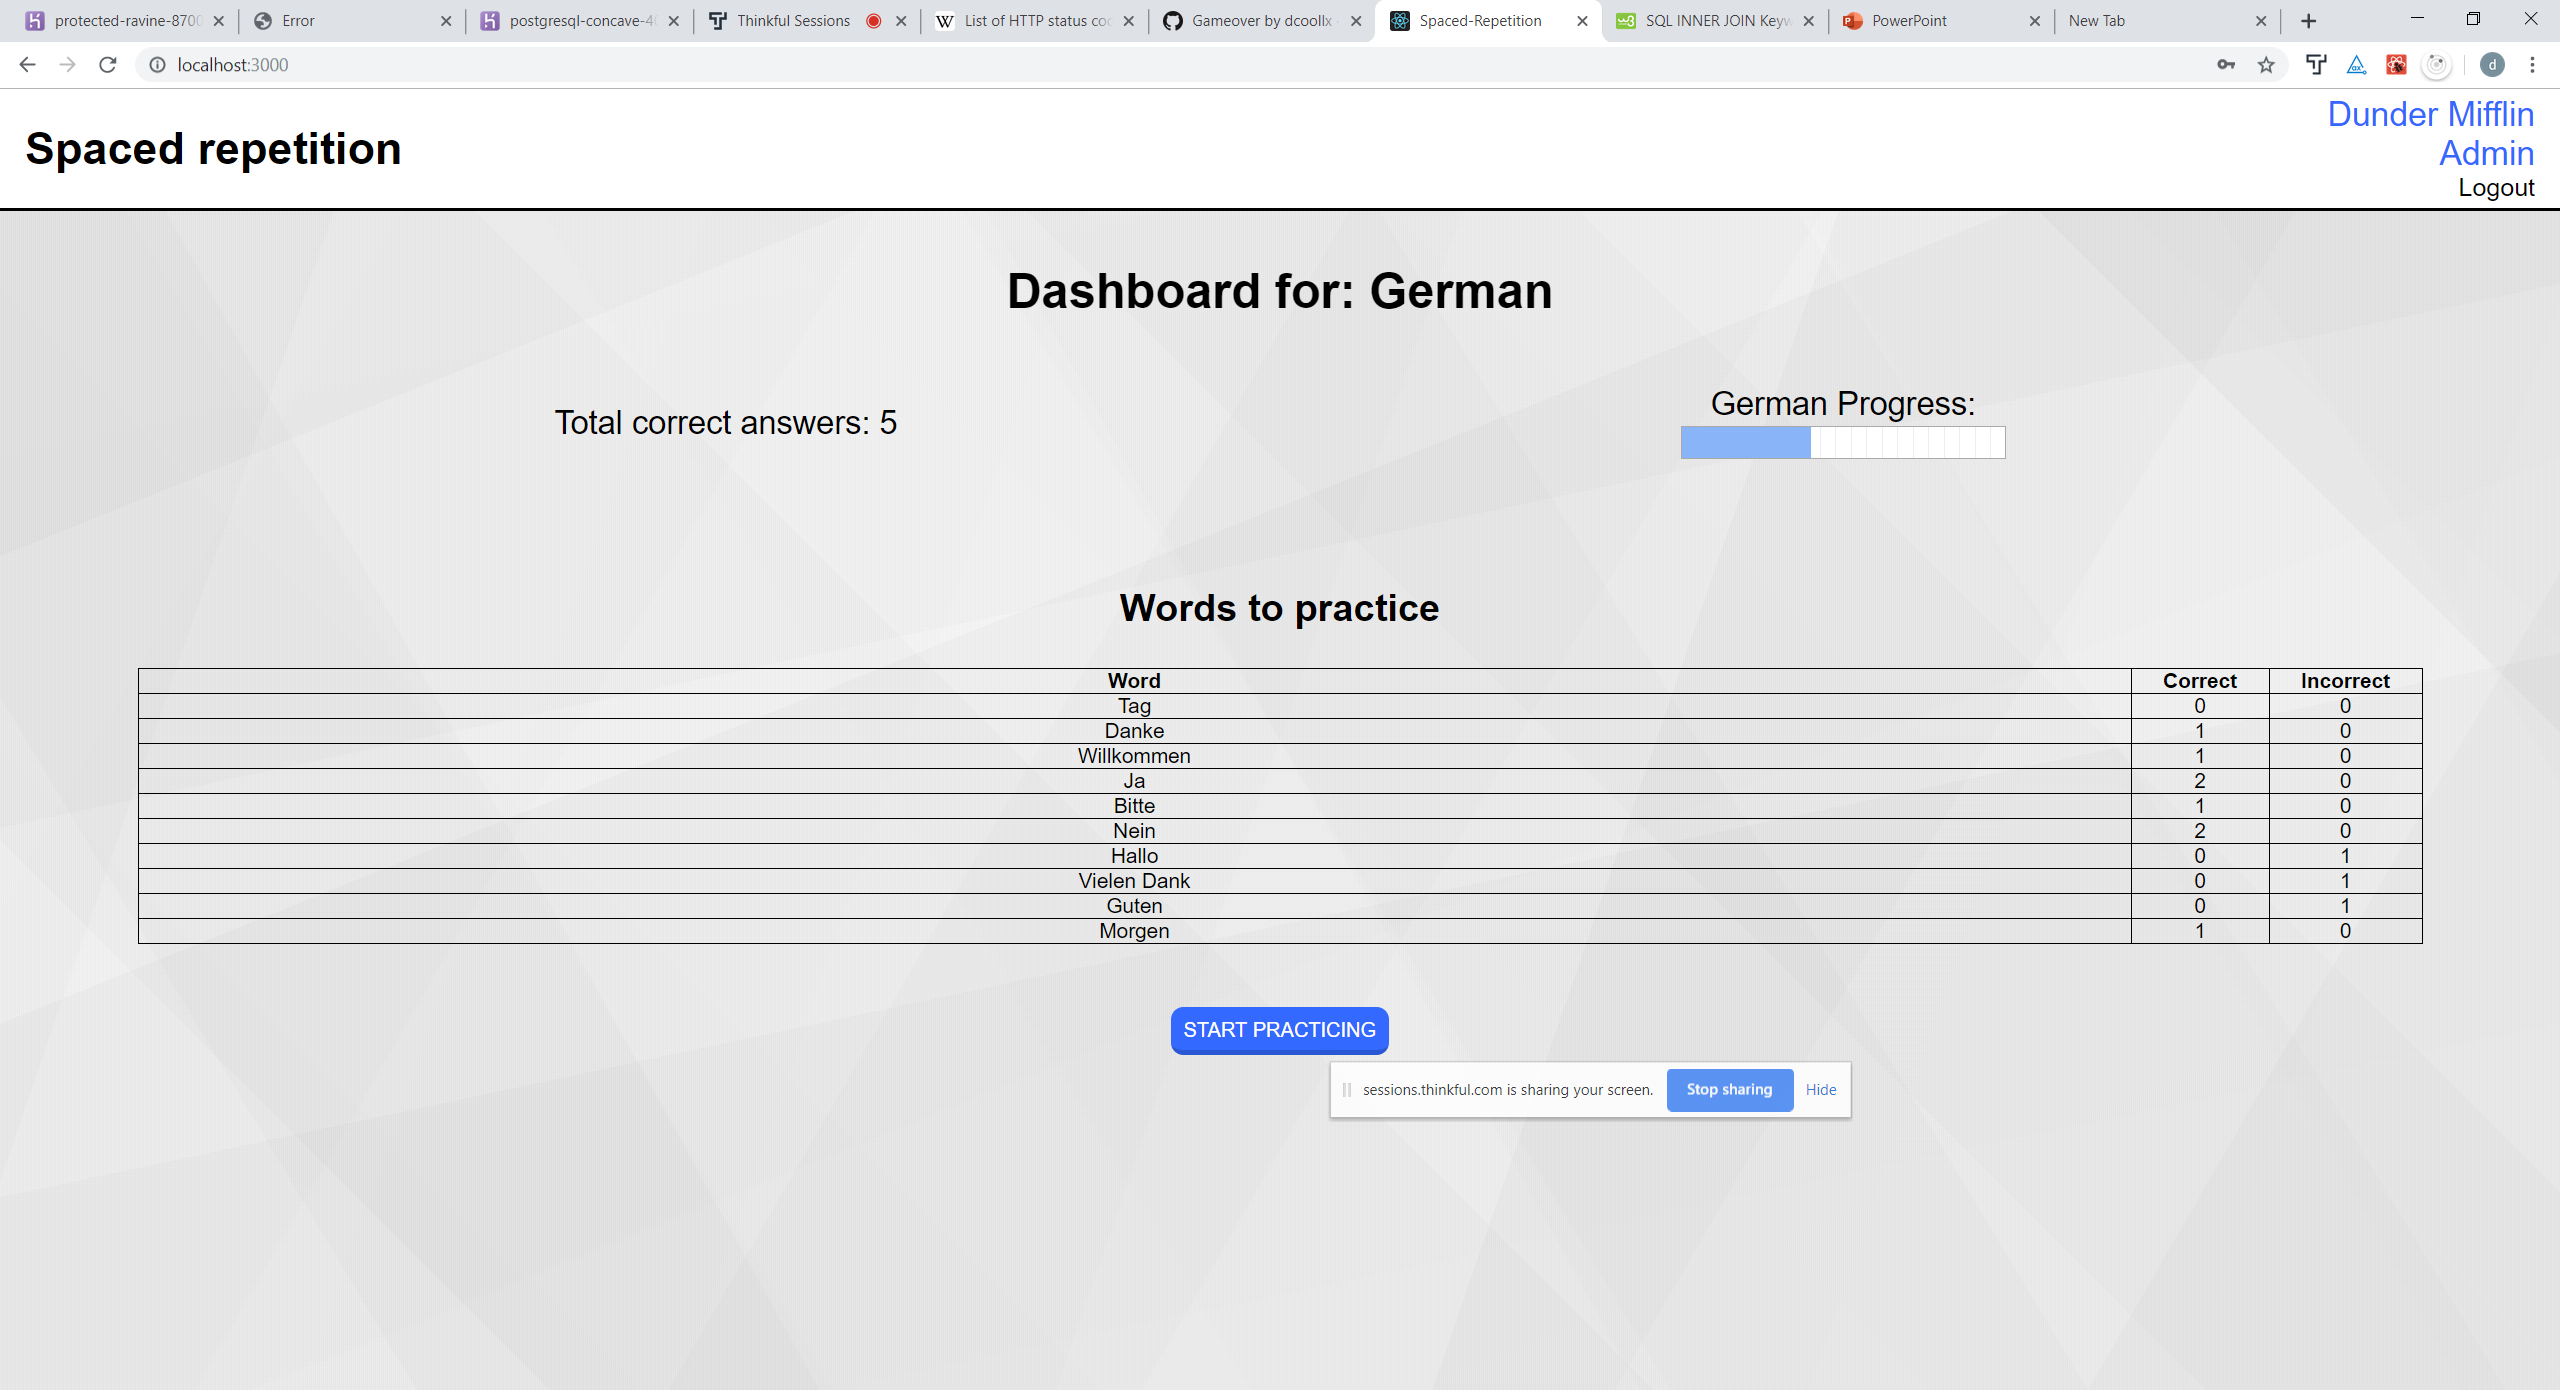 protected-ravine-8700
Error
postgresql-concave-4
Thinkful Sessions
List of HTTP status co
Gameover by dcoollx
Spaced-Repetition
SQL INNER JOIN Keyw
PowerPoint
New Tab
localhost:3000
d
Spaced repetition
Dunder Mifflin
Admin
Logout
Dashboard for: German
Total correct answers: 5
German Progress:
Words to practice
Word Correct Incorrect
Tag 0 0
Danke 1 0
Willkommen 1 0
Ja 2 0
Bitte 1 0
Nein 2 0
Hallo 0 1
Vielen Dank 0 1
Guten 0 1
Morgen 1 0
START PRACTICING
sessions.thinkful.com is sharing your screen. Stop sharing Hide